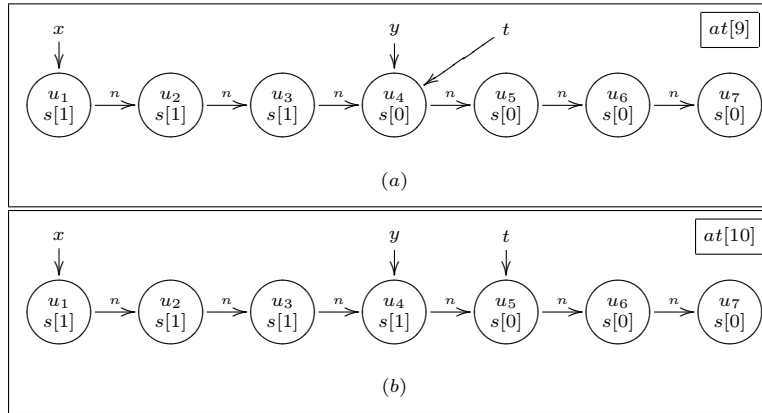 x y t at[9]
n n n n n n
u1 u2 u3 u4 u5 u6 u7
s[1] s[1] s[1] s[0] s[0] s[0] s[0]
(a)
x y t at[10]
n n n n n n
u1 u2 u3 u4 u5 u6 u7
s[1] s[1] s[1] s[1] s[0] s[0] s[0]
(b)